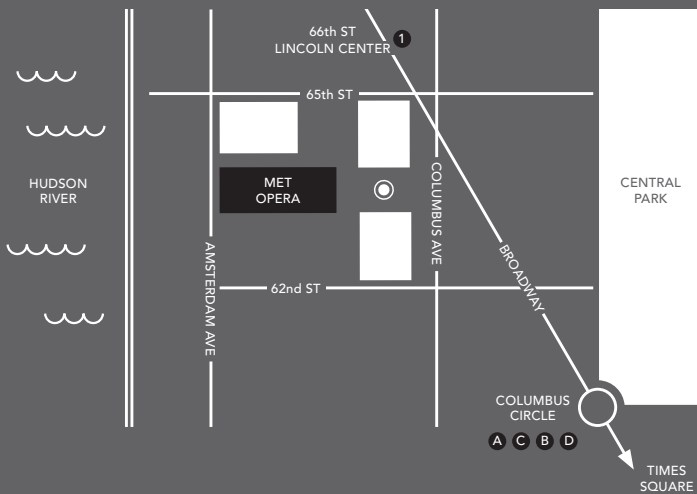 66th ST
LINCOLN CENTER 1
65th ST
HUDSON
RIVER
MET
OPERA
COLUMBUS AVE
CENTRAL
PARK
AMSTERDAM AVE
BROADWAY
62nd ST
COLUMBUS
CIRCLE
A C B D
TIMES
SQUARE